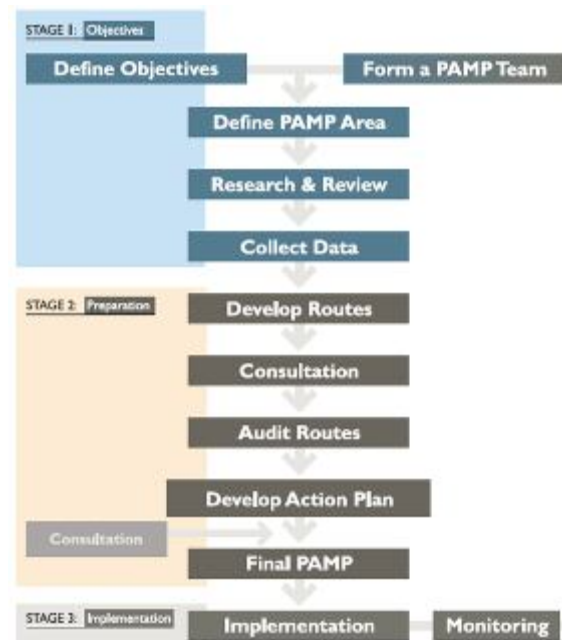 STAGE 1: Objectives
Define Objectives
Form a PAMP Team
Define PAMP Area
Research & Review
Collect Data
STAGE 2: Preparation
Develop Routes
Consultation
Audit Routes
Develop Action Plan
Consultation
Final PAMP
STAGE 3: Implementation
Implementation
Monitoring